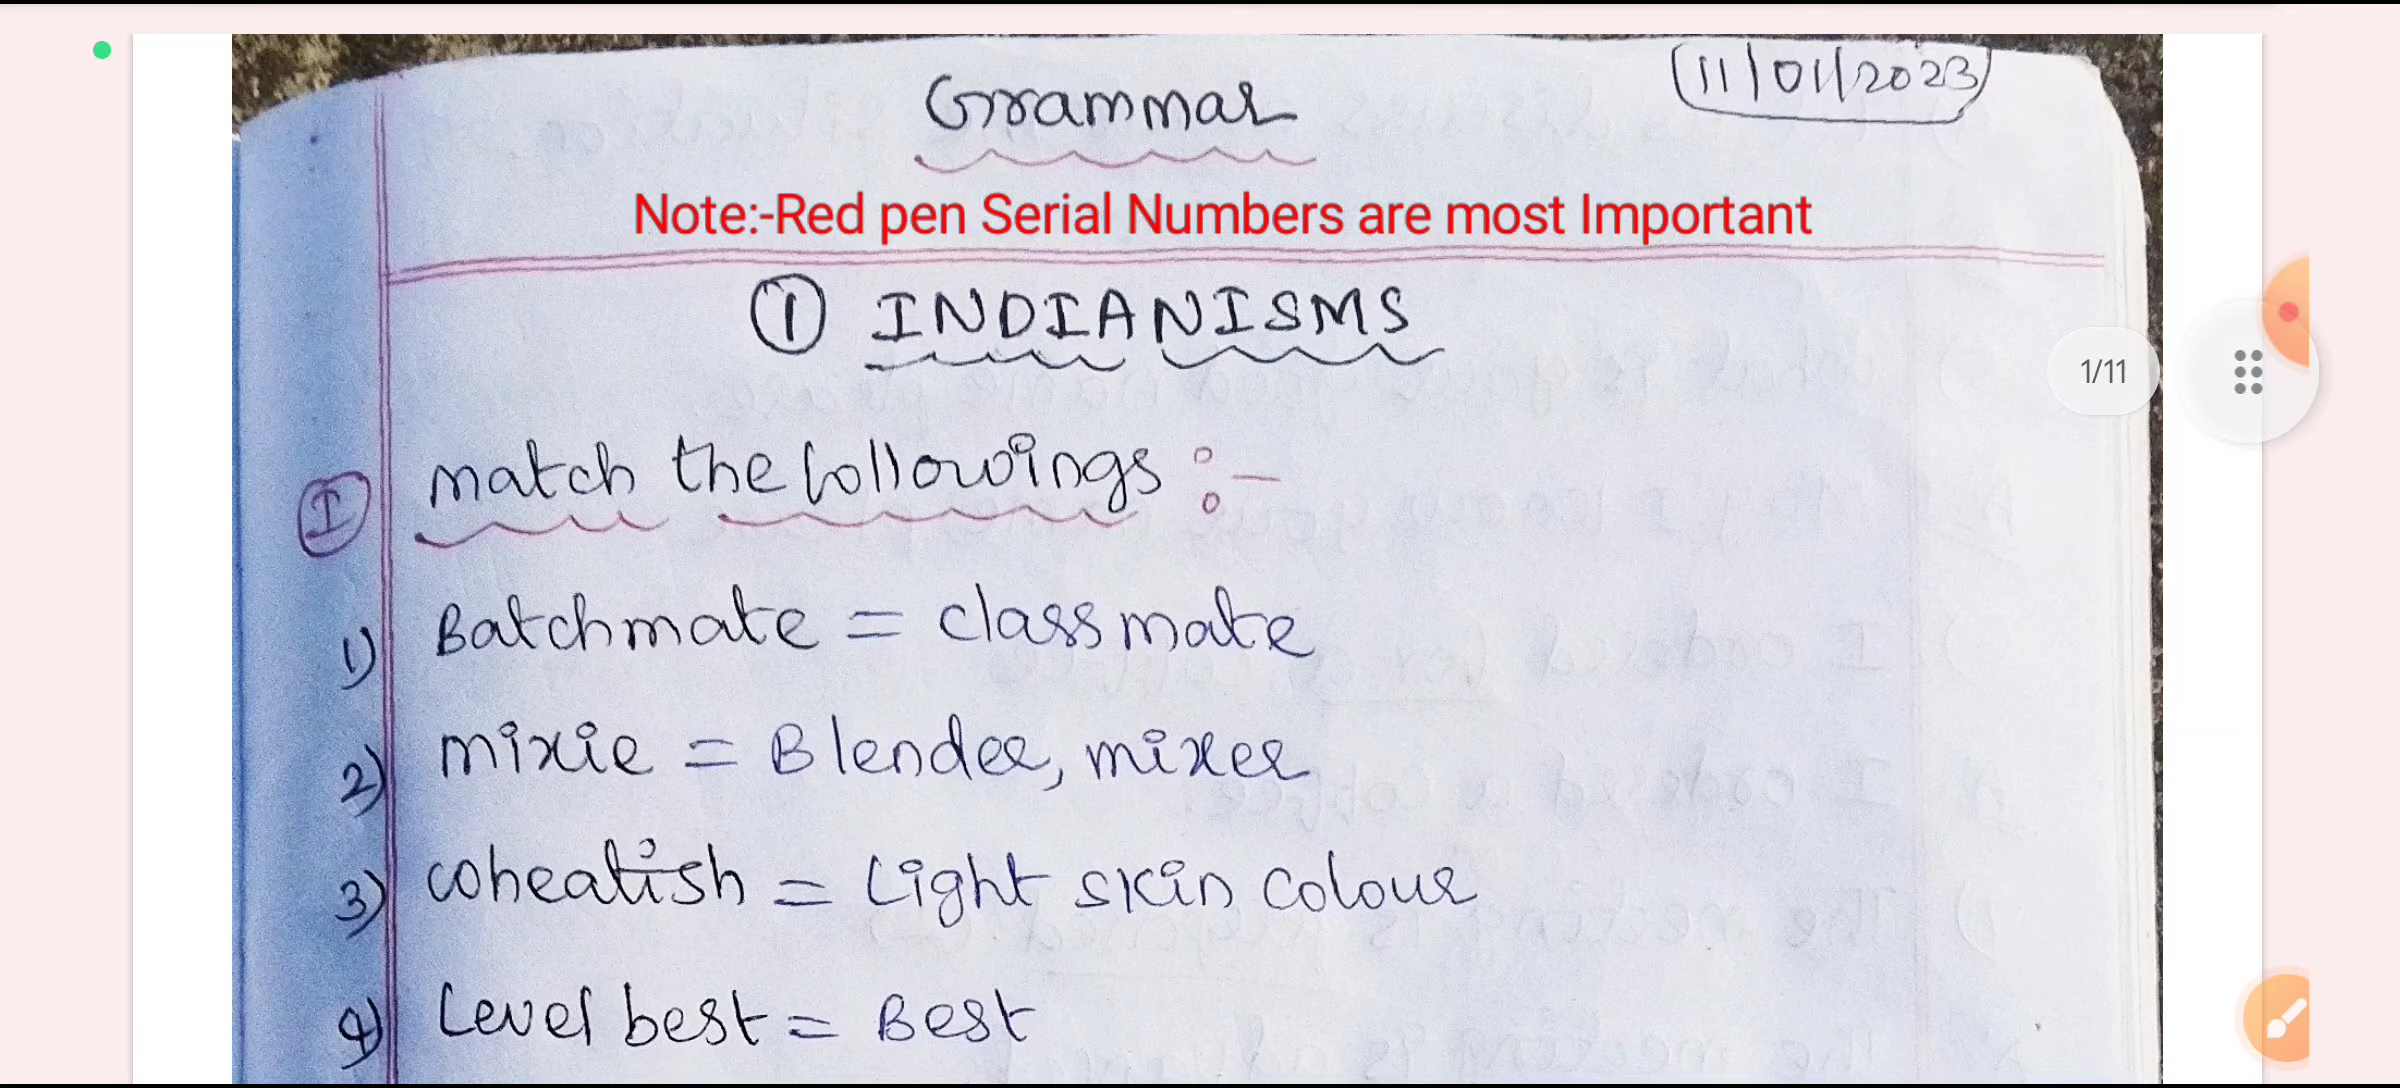 Grammar
11/01/2023
Note:-Red pen Serial Numbers are most Important
① INDIANISMS
1/11
I match the followings :-
1) Batchmate = classmate
2) mixie = Blender, mixer
3) coheatish = Light skin colour
4) Level best = Best